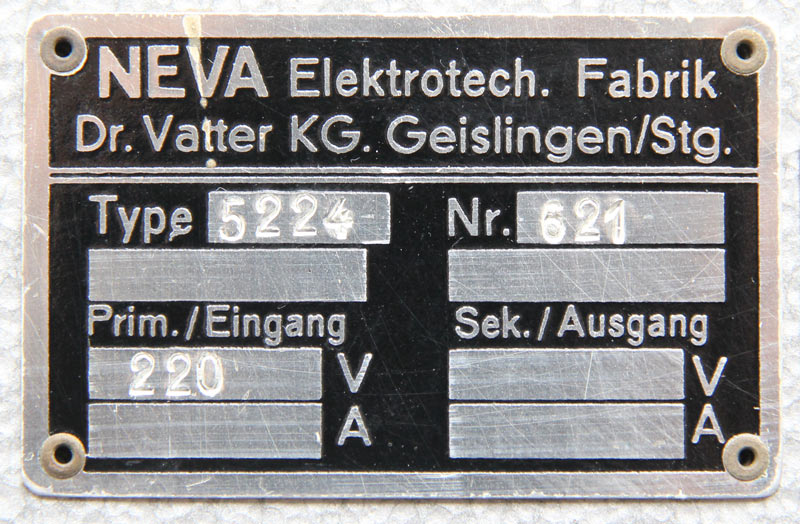 NEVA Elektrotech. Fabrik
Dr. Vatter KG. Geislingen/Stg.
Type 5224 Nr. 621
Prim./Eingang Sek./Ausgang
220 V V
A A